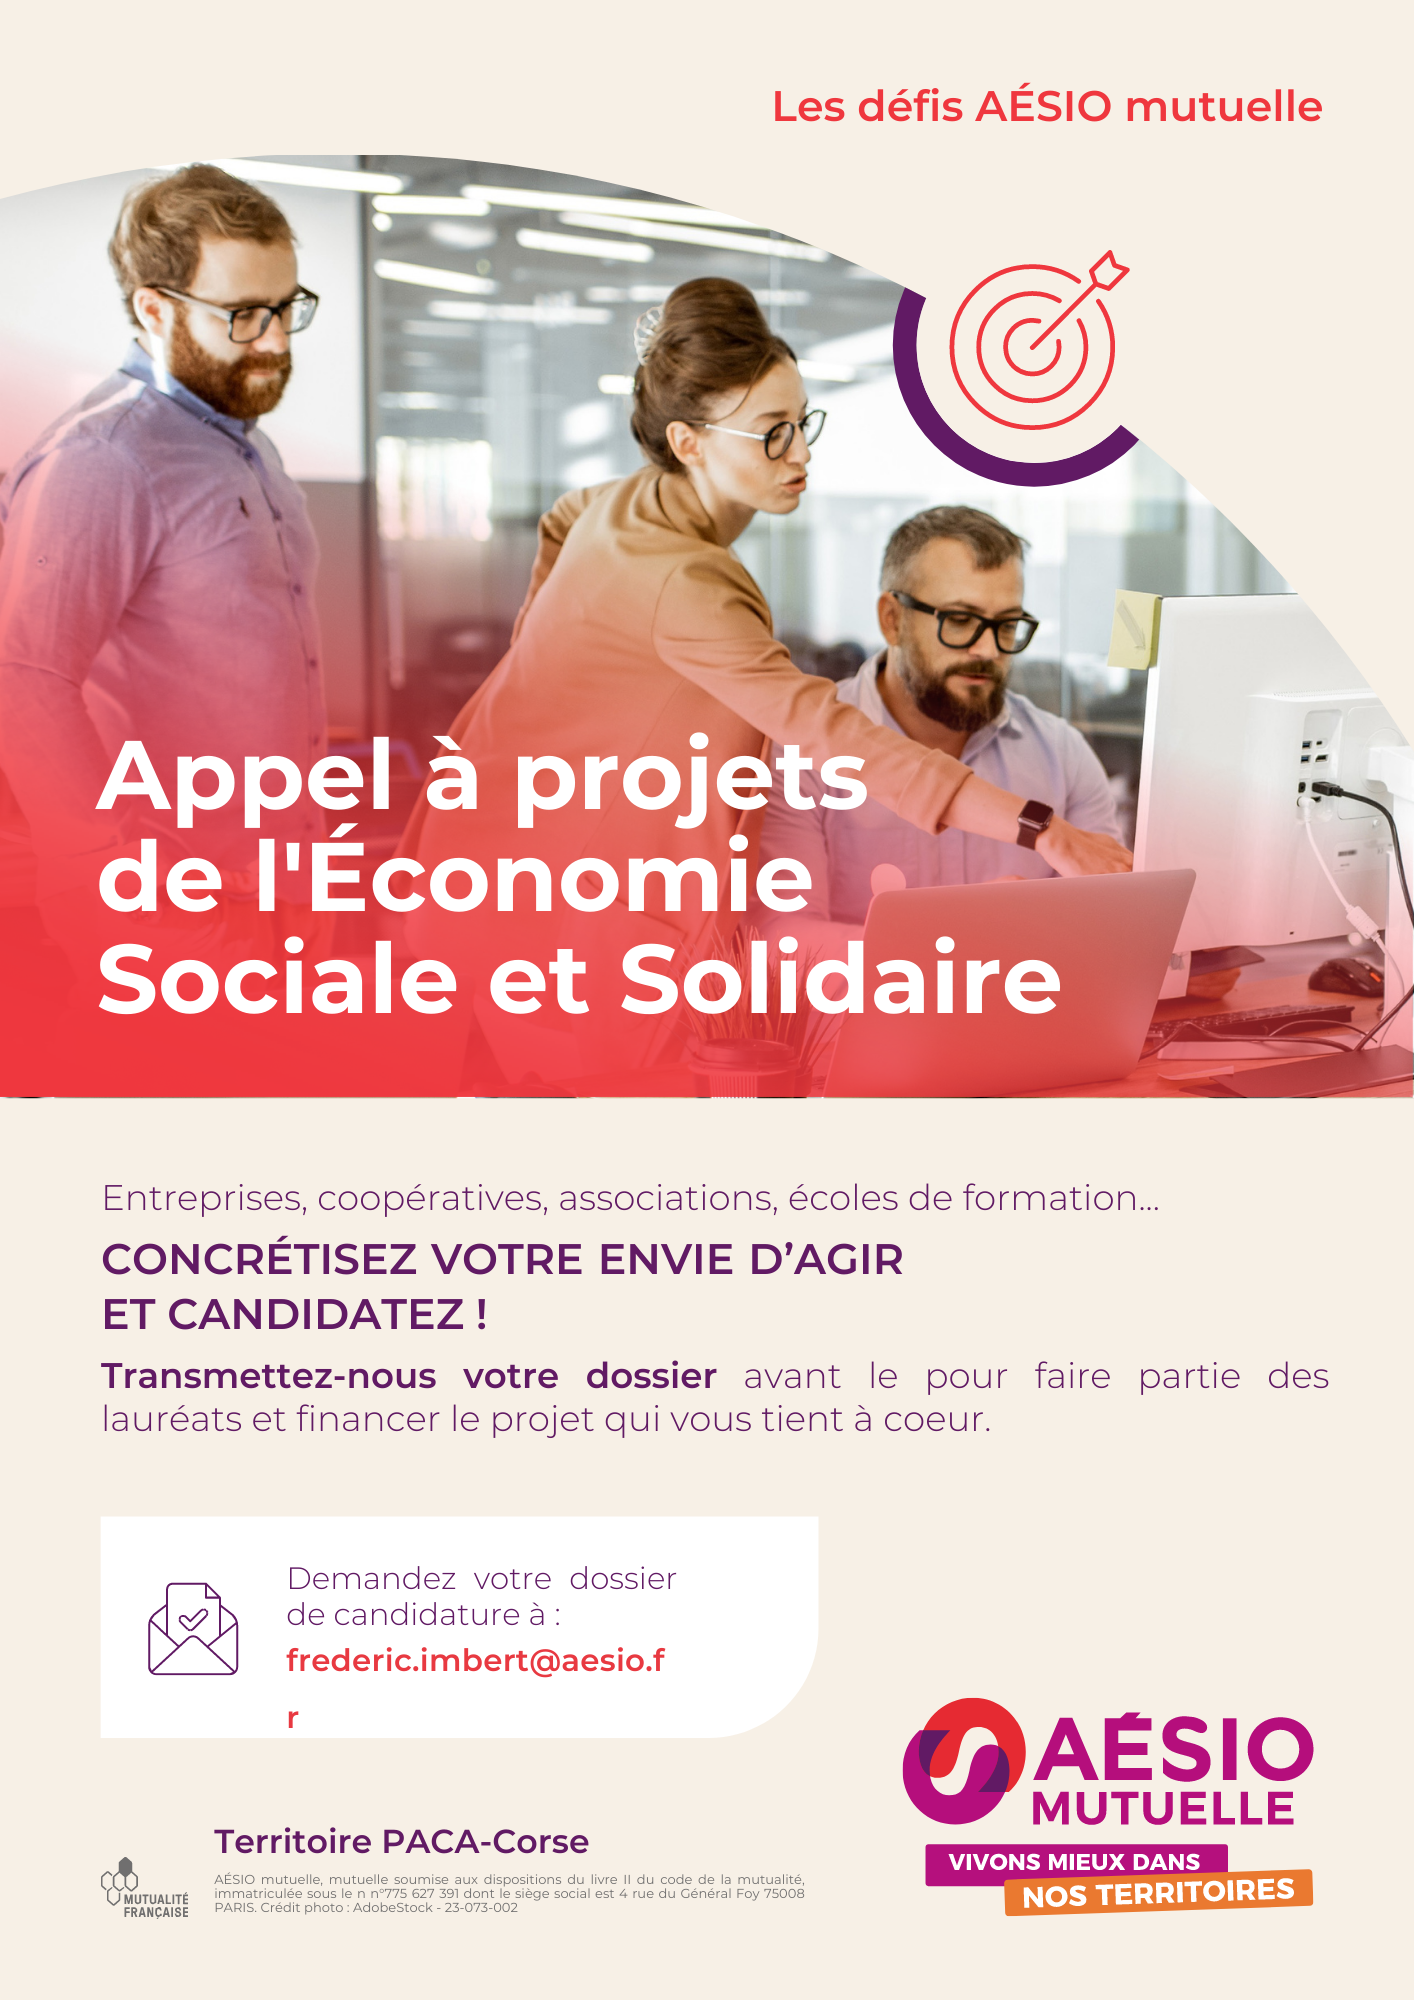 Les défis AÉSIO mutuelle
Appel à projets
de l'Économie
Sociale et Solidaire
Entreprises, coopératives, associations, écoles de formation...
CONCRÉTISEZ VOTRE ENVIE D’AGIR
ET CANDIDATEZ !
Transmettez-nous votre dossier avant le pour faire partie des
lauréats et financer le projet qui vous tient à coeur.
Demandez votre dossier
de candidature à :
frederic.imbert@aesio.f
r
AÉSIO
MUTUELLE
VIVONS MIEUX DANS
NOS TERRITOIRES
Territoire PACA-Corse
MUTUALITÉ
FRANÇAISE
AÉSIO mutuelle, mutuelle soumise aux dispositions du livre II du code de la mutualité,
immatriculée sous le n n°775 627 391 dont le siège social est 4 rue du Général Foy 75008
PARIS. Crédit photo : AdobeStock - 23-073-002